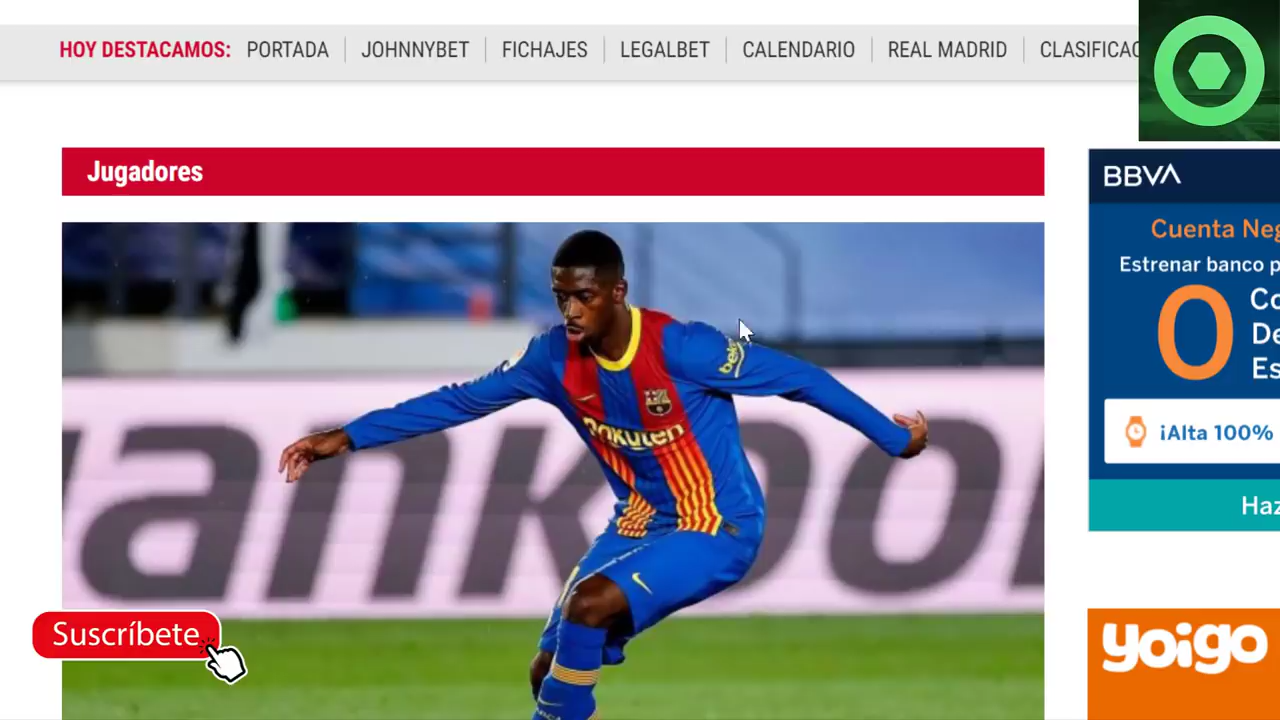 HOY DESTACAMOS: PORTADA JOHNNYBET FICHAJES LEGALBET CALENDARIO REAL MADRID
Jugadores
BBVA
Cuenta
Estrenar banco
0
¡Alta 100%
beko
Rakuten
Suscríbete
yoigo